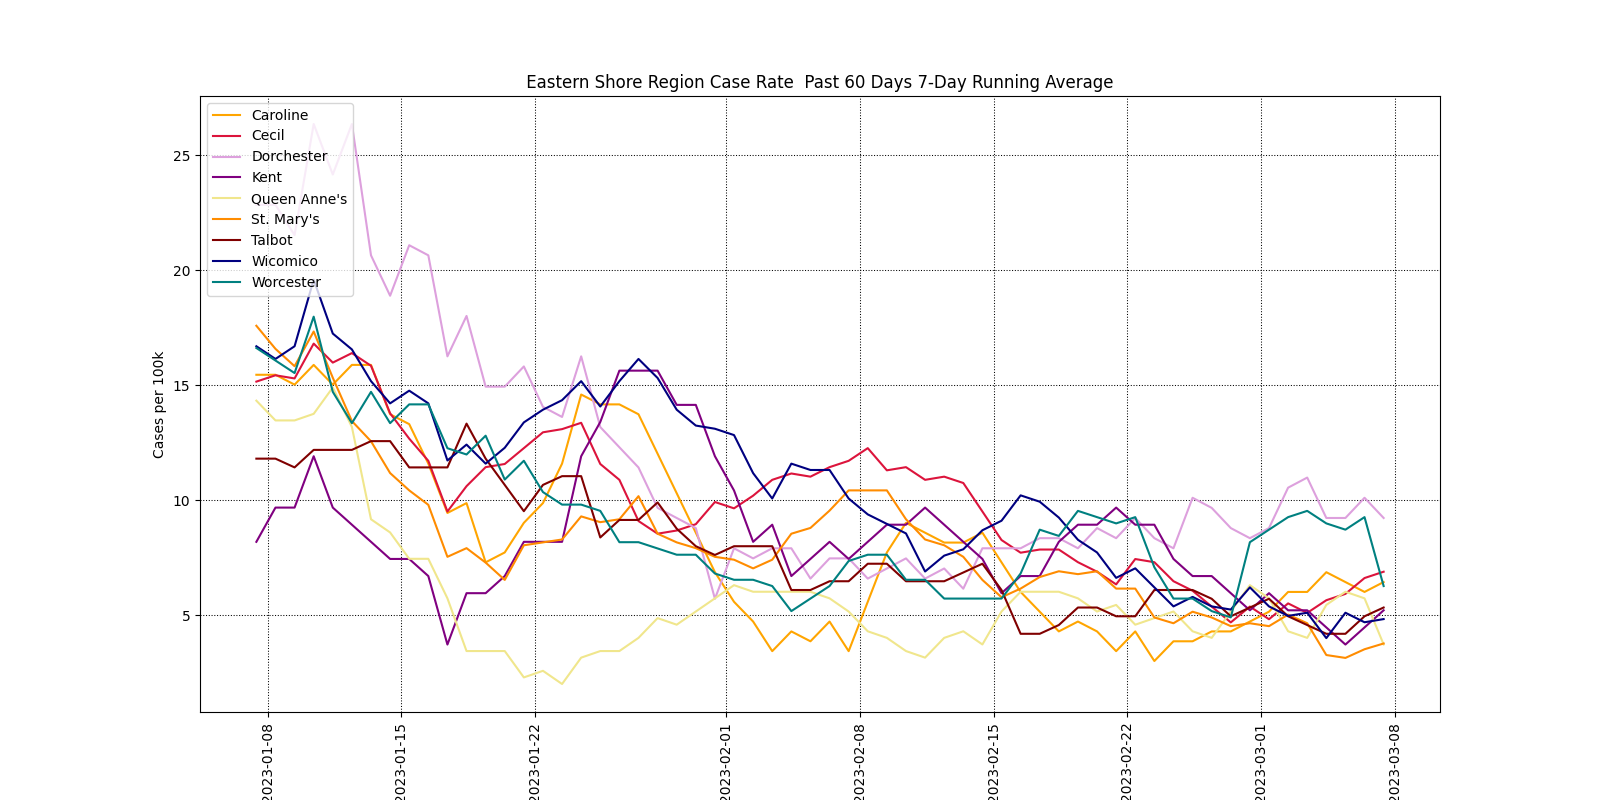 Eastern Shore Region Case Rate  Past 60 Days 7-Day Running Average
Caroline
Cecil
Dorchester
Kent
Queen Anne's
St. Mary's
Talbot
Wicomico
Worcester
Cases per 100k
25
20
15
10
5
2023-01-08
2023-01-15
2023-01-22
2023-02-01
2023-02-08
2023-02-15
2023-02-22
2023-03-01
2023-03-08